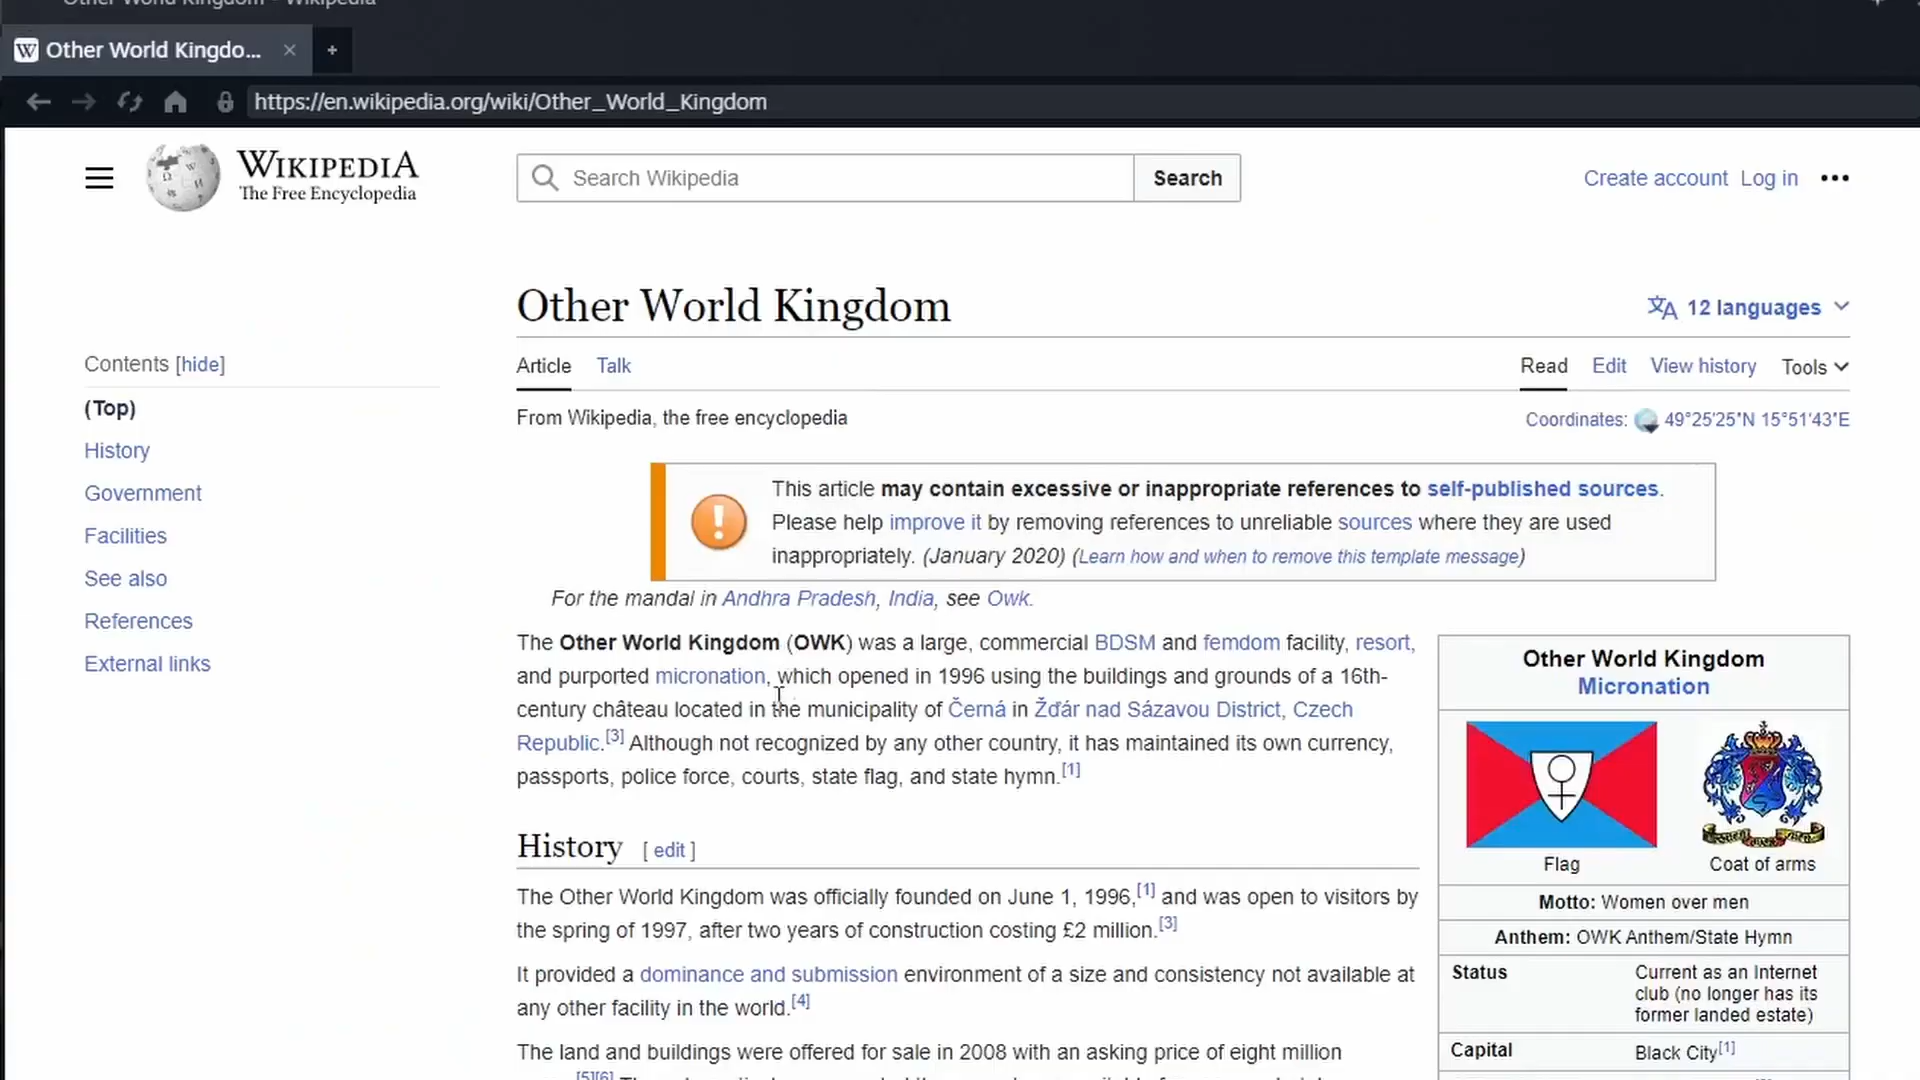 Other World Kingdom - Wikipedia
Other World Kingdo...
https://en.wikipedia.org/wiki/Other_World_Kingdom
WIKIPEDIA
The Free Encyclopedia
Search Wikipedia
Search
Create account Log in
Other World Kingdom
12 languages
Contents [hide]
Article Talk
Read Edit View history Tools
(Top)
From Wikipedia, the free encyclopedia
Coordinates: 49°25′25″N 15°51′43″E
History
Government
Facilities
See also
References
External links
This article may contain excessive or inappropriate references to self-published sources.
Please help improve it by removing references to unreliable sources where they are used
inappropriately. (January 2020) (Learn how and when to remove this template message)
For the mandal in Andhra Pradesh, India, see Owk.
The Other World Kingdom (OWK) was a large, commercial BDSM and femdom facility, resort,
and purported micronation, which opened in 1996 using the buildings and grounds of a 16th-
century château located in the municipality of Černá in Žďár nad Sázavou District, Czech
Republic.[3] Although not recognized by any other country, it has maintained its own currency,
passports, police force, courts, state flag, and state hymn.[1]
History [ edit ]
The Other World Kingdom was officially founded on June 1, 1996,[1] and was open to visitors by
the spring of 1997, after two years of construction costing £2 million.[3]
It provided a dominance and submission environment of a size and consistency not available at
any other facility in the world.[4]
The land and buildings were offered for sale in 2008 with an asking price of eight million
[5][6]
Other World Kingdom
Micronation
Flag
Coat of arms
Motto: Women over men
Anthem: OWK Anthem/State Hymn
Status
Current as an Internet
club (no longer has its
former landed estate)
Capital
Black City[1]